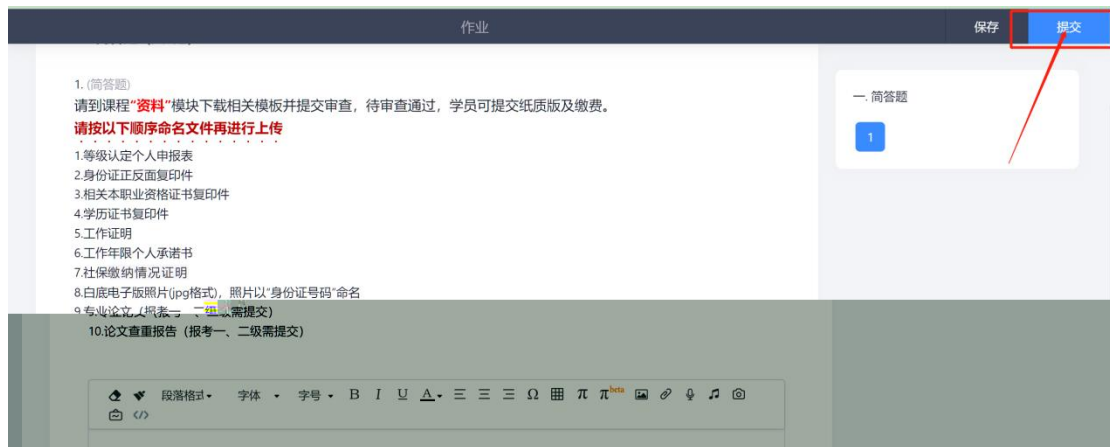 作业
保存
提交
1. (简答题)
请到课程“资料”模块下载相关模板并提交审查，待审查通过，学员可提交纸质版及缴费。
请按以下顺序命名文件再进行上传
1.等级认定个人申报表
2.身份证正反面复印件
3.相关本职业资格证书复印件
4.学历证书复印件
5.工作证明
6.工作年限个人承诺书
7.社保缴纳情况证明
8.白底电子版照片(jpg格式)，照片以“身份证号码”命名
9.专业论文（报考一、二级需提交）
10.论文查重报告（报考一、二级需提交）
一. 简答题
1
段落格式 字体 字号 B I U A Ω π π beta